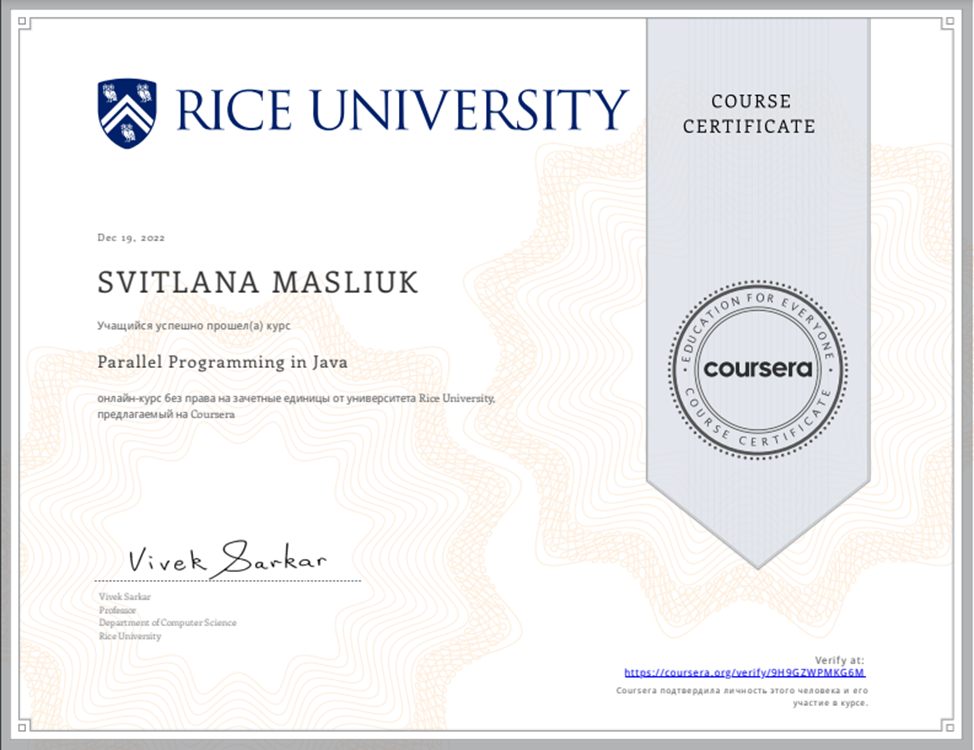 RICE UNIVERSITY
COURSE
CERTIFICATE
Dec 19, 2022
SVITLANA MASLIUK
Учащийся успешно прошел(а) курс
Parallel Programming in Java
онлайн-курс без права на зачетные единицы от университета Rice University,
предлагаемый на Coursera
EDUCATION FOR EVERYONE
coursera
COURSE CERTIFICATE
Vivek Sarkar
Vivek Sarkar
Professor
Department of Computer Science
Rice University
Verify at:
https://coursera.org/verify/9H9GZWPMKG6M
Coursera подтвердила личность этого человека и его
участие в курсе.